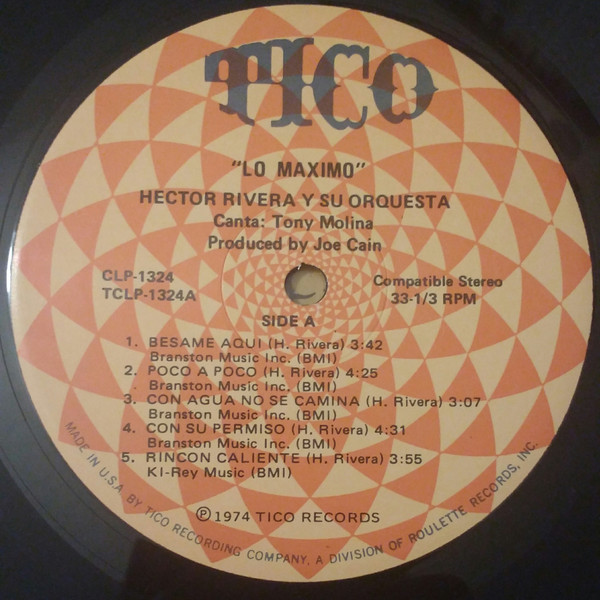 TICO
"LO MAXIMO"
HECTOR RIVERA Y SU ORQUESTA
Canta: Tony Molina
Produced by Joe Cain
CLP-1324
TCLP-1324A
Compatible Stereo
33-1/3 RPM
SIDE A
1. BESAME AQUI (H. Rivera) 3:42
Branston Music Inc. (BMI)
2. POCO A POCO (H. Rivera) 4:25
Branston Music Inc. (BMI)
3. CON AGUA NO SE CAMINA (H. Rivera) 3:07
Branston Music Inc. (BMI)
4. CON SU PERMISO (H. Rivera) 4:31
Branston Music Inc. (BMI)
5. RINCON CALIENTE (H. Rivera) 3:55
KI-Rey Music (BMI)
Ⓟ1974 TICO RECORDS
MADE IN U.S.A. BY TICO RECORDING COMPANY, A DIVISION OF ROULETTE RECORDS, INC.